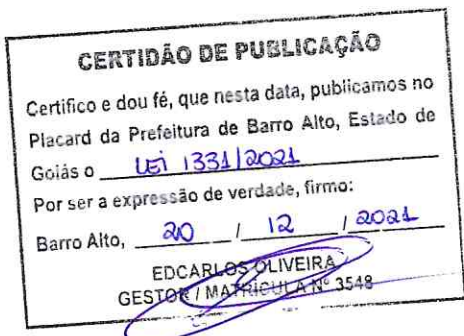 CERTIDÃO DE PUBLICAÇÃO
Certifico e dou fé, que nesta data, publicamos no
Placard da Prefeitura de Barro Alto, Estado de
Goiás o LEi 1331/2021
Por ser a expressão de verdade, firmo:
Barro Alto, 20 / 12 / 2021
EDCARLOS OLIVEIRA
GESTOR / MATRICULA Nº 3548